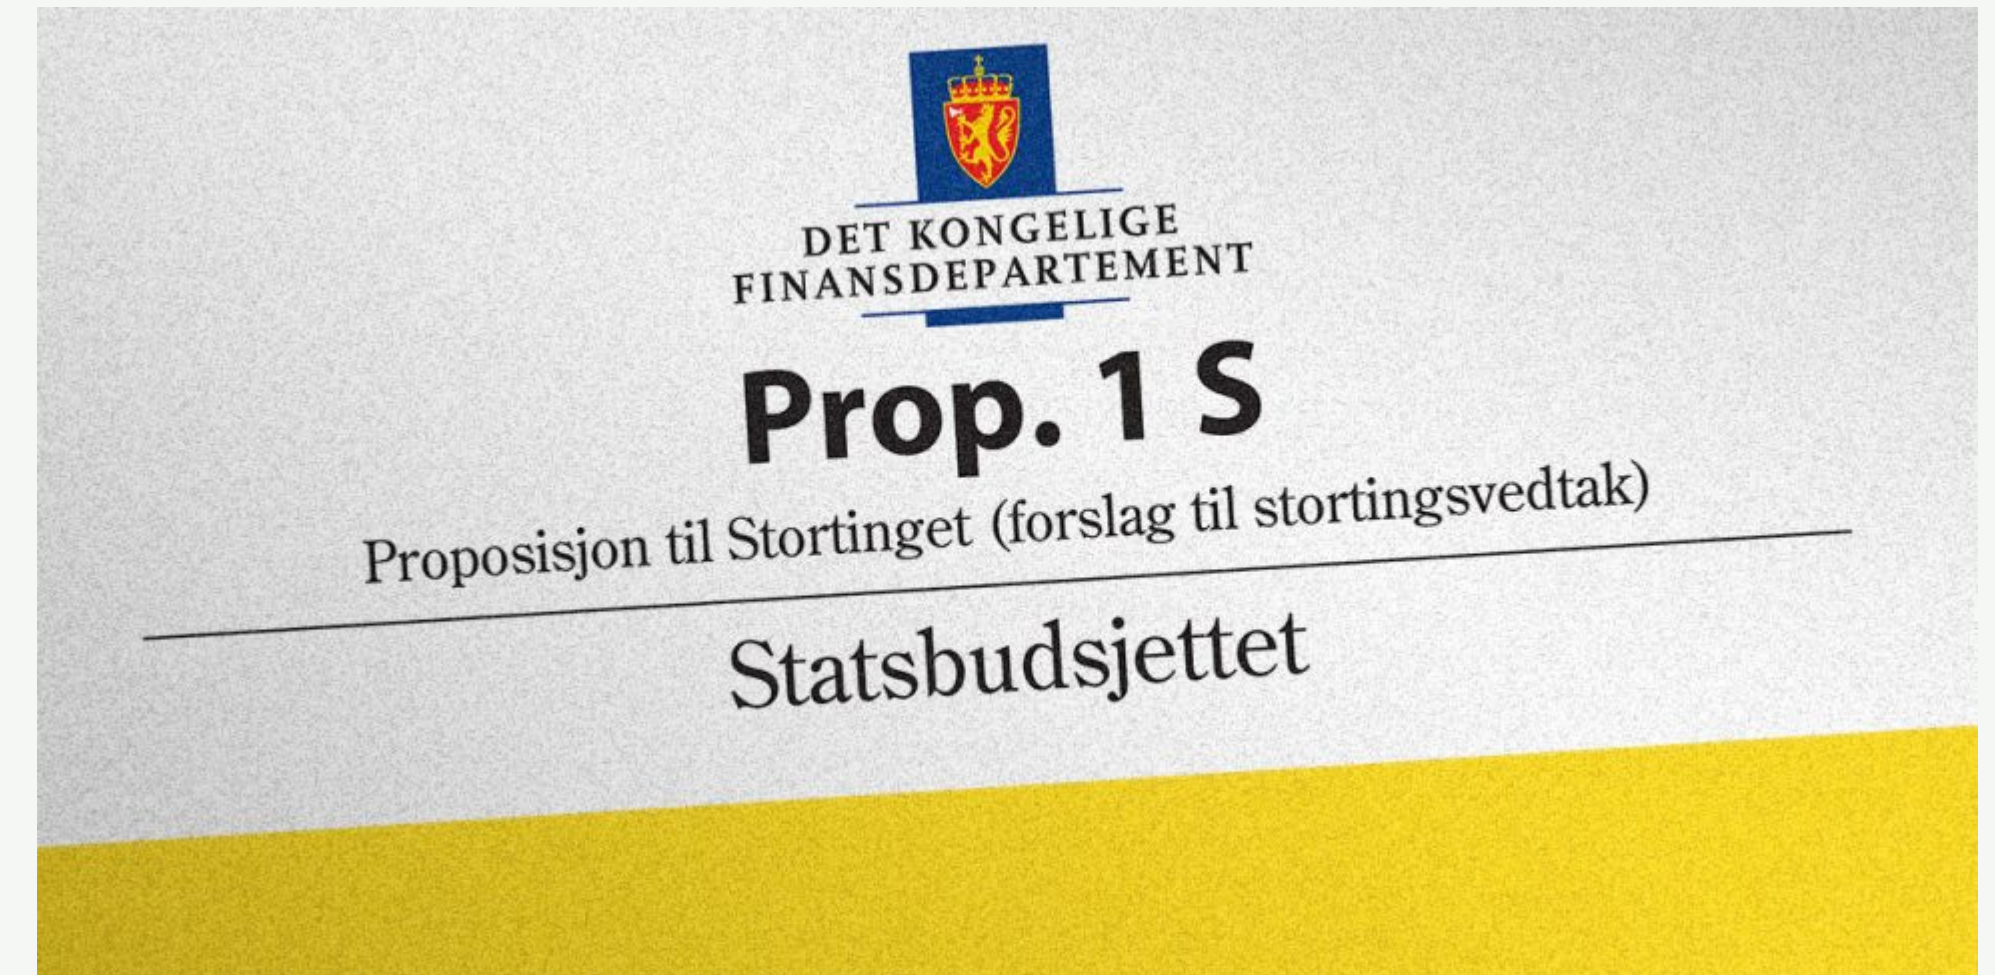 DET KONGELIGE
FINANSDEPARTEMENT
Prop. 1 S
Proposisjon til Stortinget (forslag til stortingsvedtak)
Statsbudsjettet